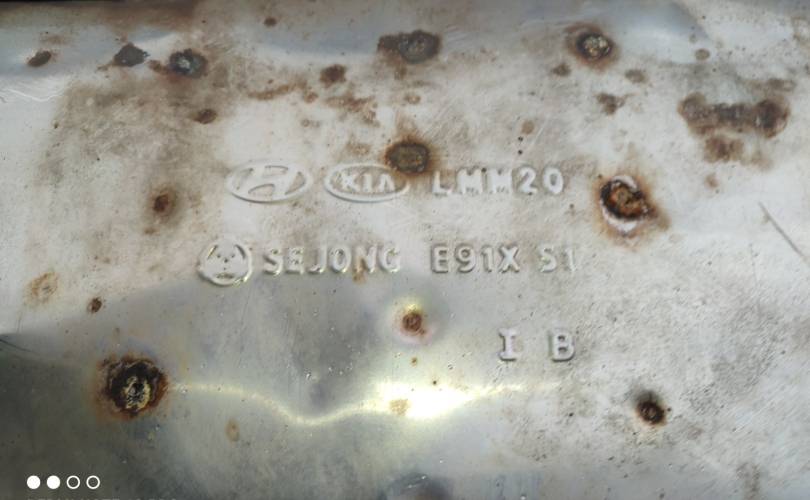 KIA LMM20
SEJONG E91X S1
I B